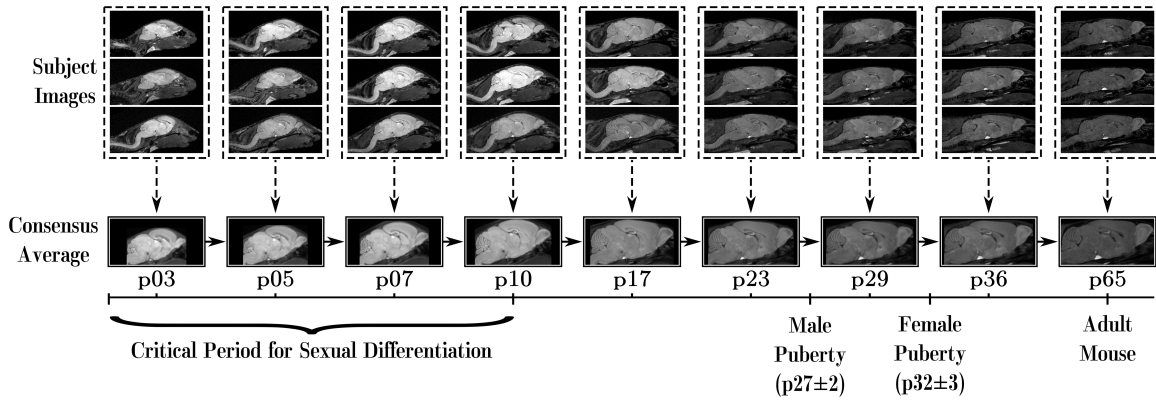 Subject
Images
Consensus
Average
p03 p05 p07 p10 p17 p23 p29 p36 p65
Critical Period for Sexual Differentiation
Male
Puberty
(p27±2)
Female
Puberty
(p32±3)
Adult
Mouse